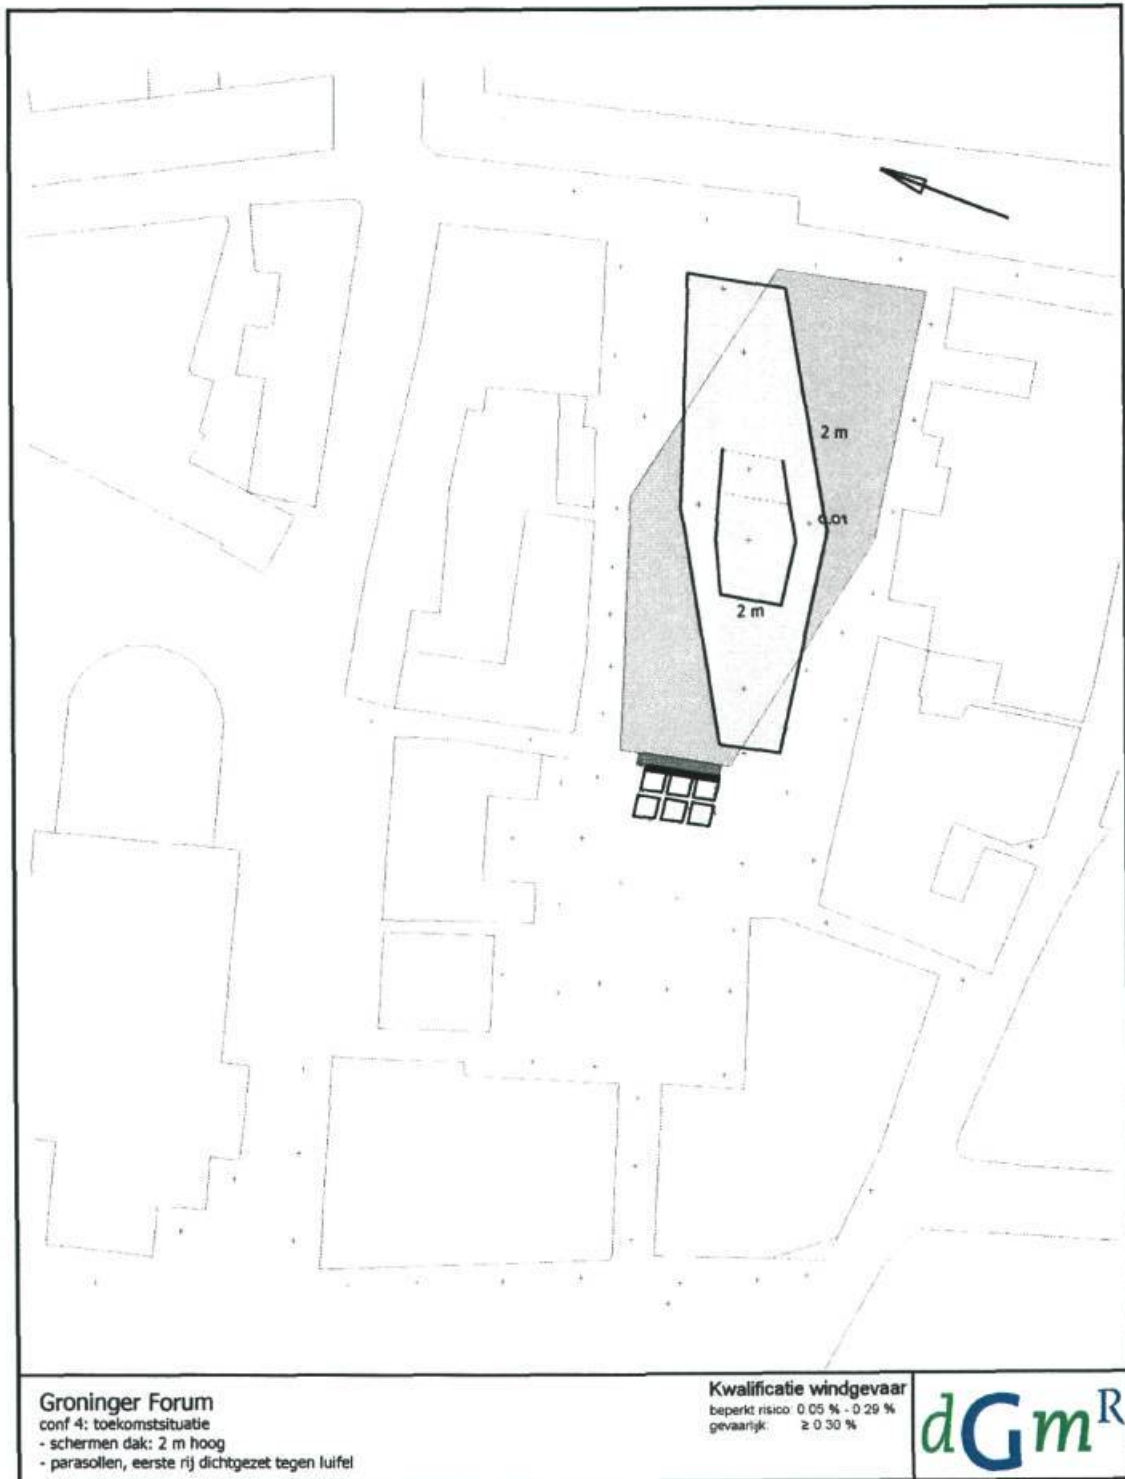 2 m
0.01
2 m
Groninger Forum
conf 4: toekomstsituatie
- schermen dak: 2 m hoog
- parasollen, eerste rij dichtgezet tegen luifel
Kwalificatie windgevaar
beperkt risico: 0.05 % - 0.29 %
gevaarlijk: ≥ 0.30 %
dGmR